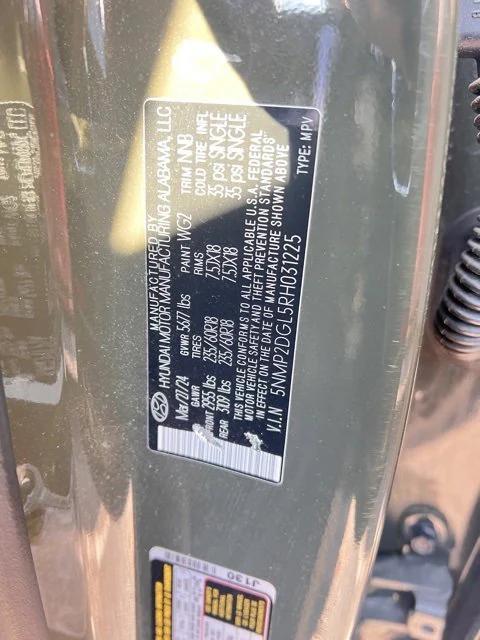 MANUFACTURED BY
HYUNDAI MOTOR MANUFACTURING ALABAMA, LLC
Mar/27/24 GVWR 5677 lbs PAINT WG2 TRIM NNB
GAWR TIRES RIMS COLD TIRE INFL
FRONT 2955 lbs 235/60R18 7.5JX18 35 PSI SINGLE
REAR 3109 lbs 235/60R18 7.5JX18 35 PSI SINGLE
THIS VEHICLE CONFORMS TO ALL APPLICABLE U.S.A. FEDERAL
MOTOR VEHICLE SAFETY AND THEFT PREVENTION STANDARDS
IN EFFECT ON THE DATE OF MANUFACTURE SHOWN ABOVE
V.I.N 5NMP2DGL5RH031225 TYPE: MPV
J130